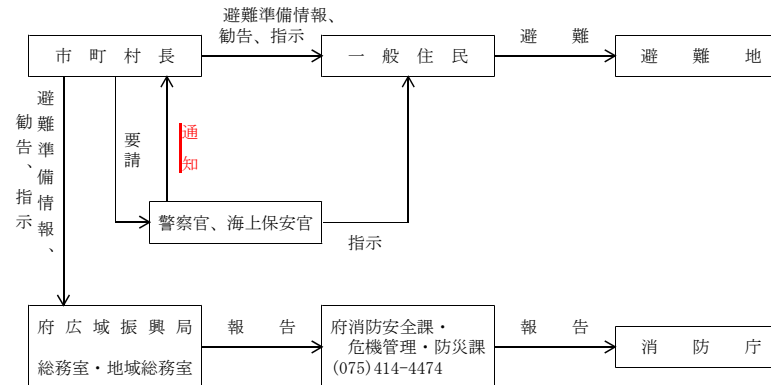 避難準備情報、
勧告、指示
市町村長
一般住民
避難
避難地
避難準備情報、
勧告、指示
要請
通知
警察官、海上保安官
指示
府広域振興局
総務室・地域総務室
報告
府消防安全課・
危機管理・防災課
(075)414-4474
報告
消防庁